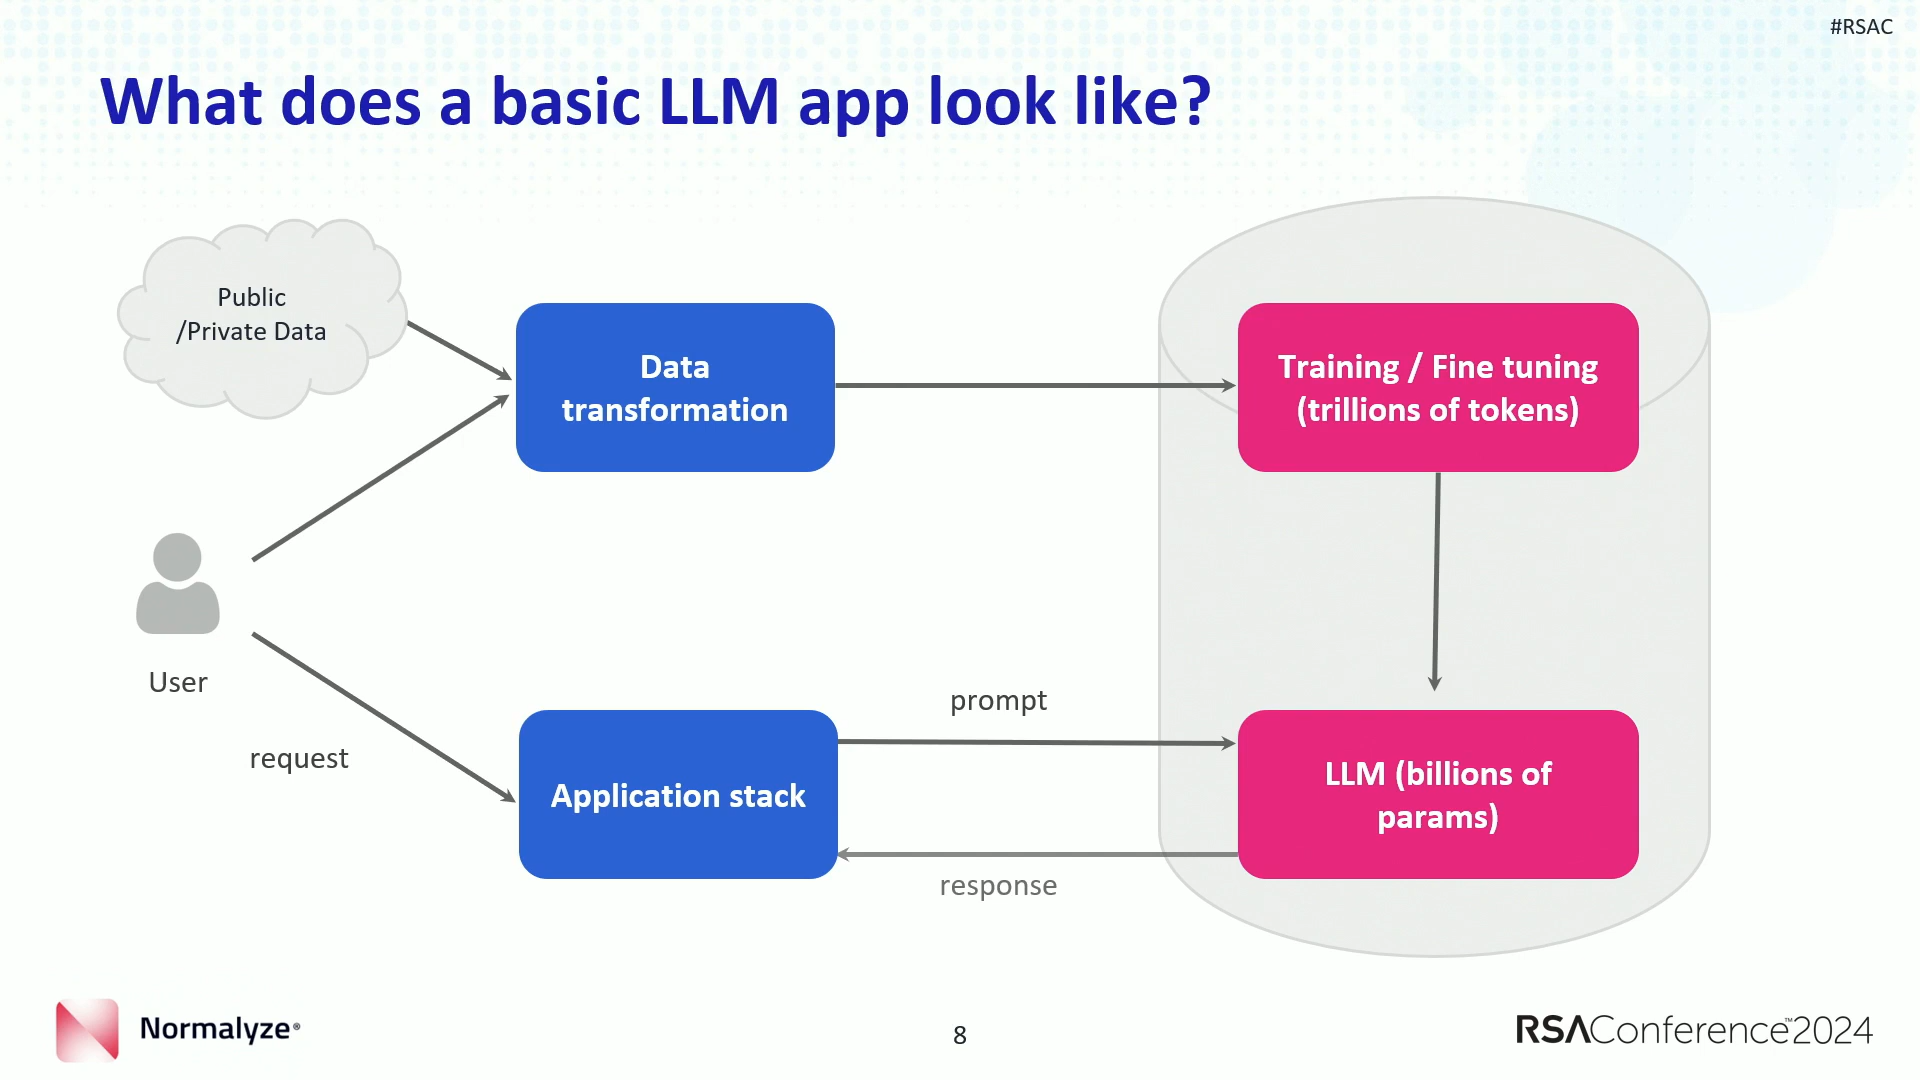 #RSAC
What does a basic LLM app look like?
Public
/Private Data
Data
transformation
Training / Fine tuning
(trillions of tokens)
User
request
prompt
Application stack
LLM (billions of
params)
response
Normalyze®
8
RSAConference™2024